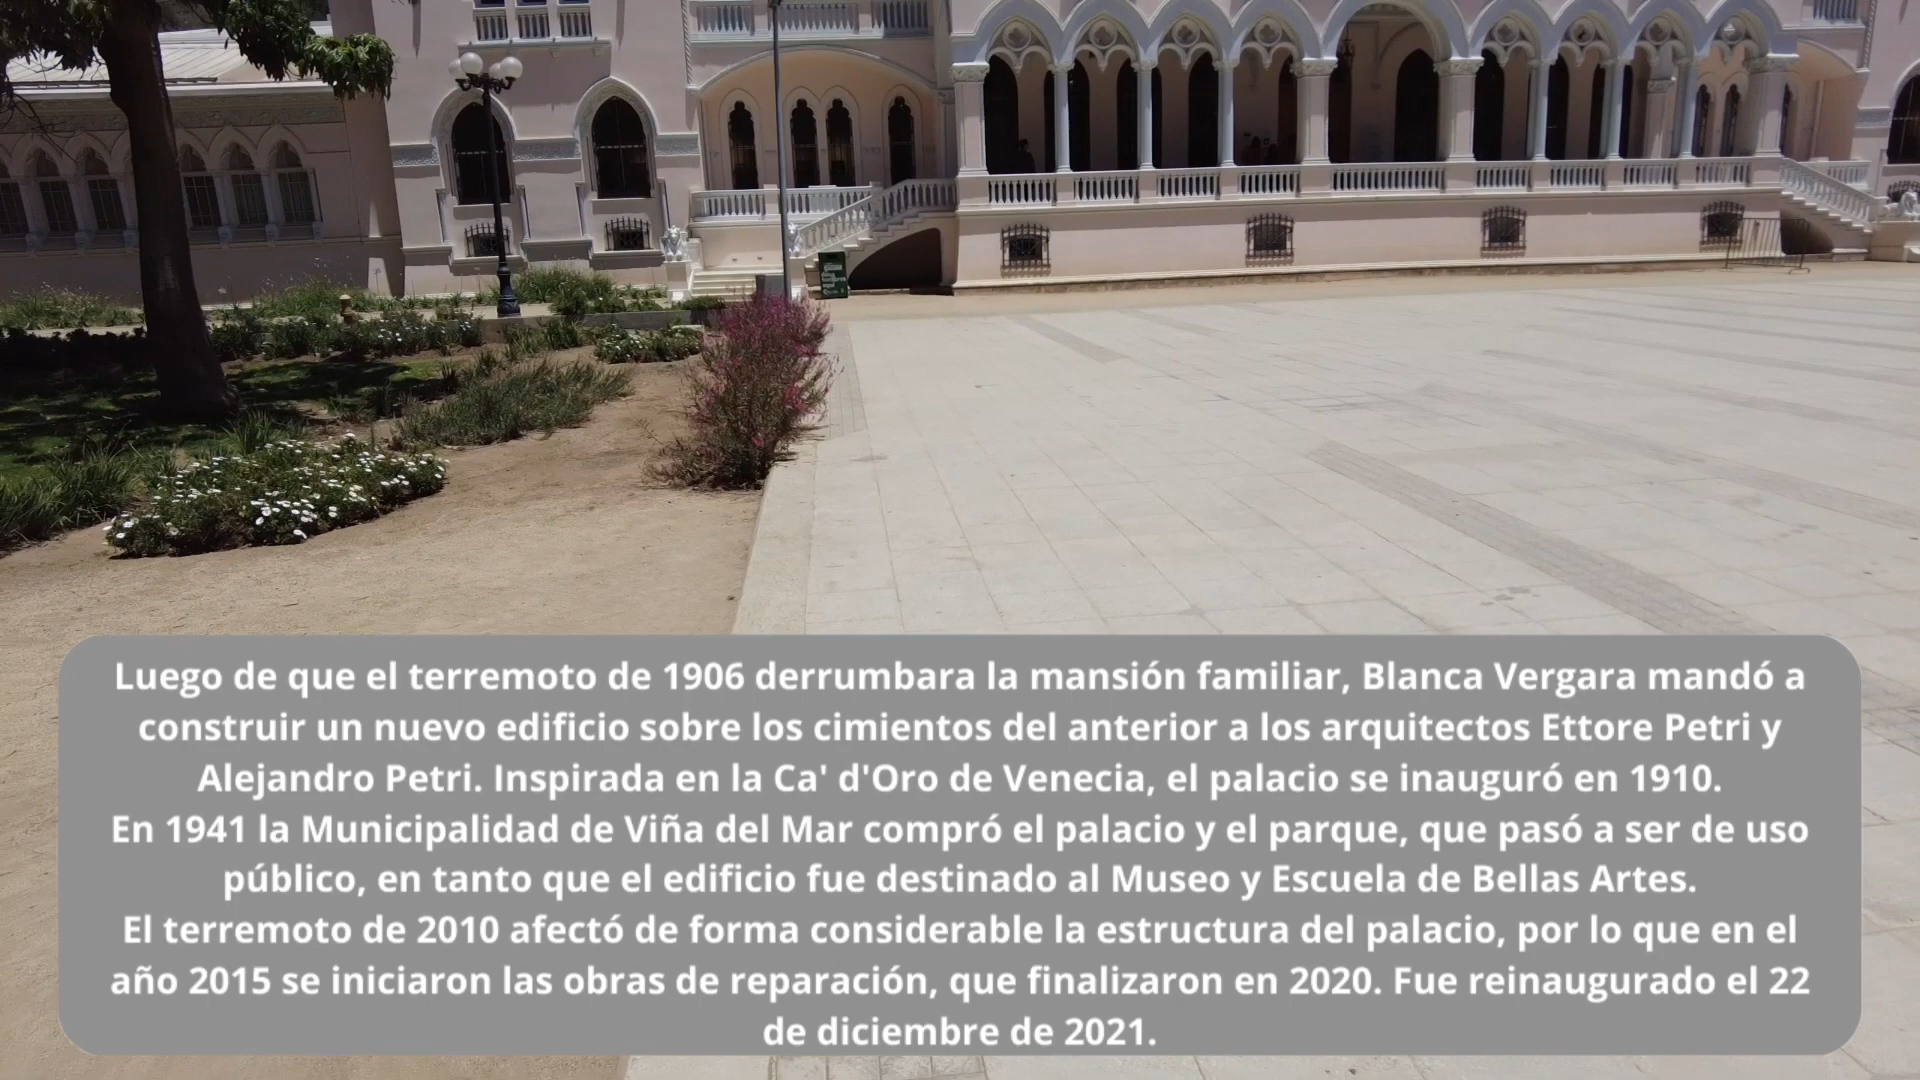 Luego de que el terremoto de 1906 derrumbara la mansión familiar, Blanca Vergara mandó a
construir un nuevo edificio sobre los cimientos del anterior a los arquitectos Ettore Petri y
Alejandro Petri. Inspirada en la Ca' d'Oro de Venecia, el palacio se inauguró en 1910.
En 1941 la Municipalidad de Viña del Mar compró el palacio y el parque, que pasó a ser de uso
público, en tanto que el edificio fue destinado al Museo y Escuela de Bellas Artes.
El terremoto de 2010 afectó de forma considerable la estructura del palacio, por lo que en el
año 2015 se iniciaron las obras de reparación, que finalizaron en 2020. Fue reinaugurado el 22
de diciembre de 2021.